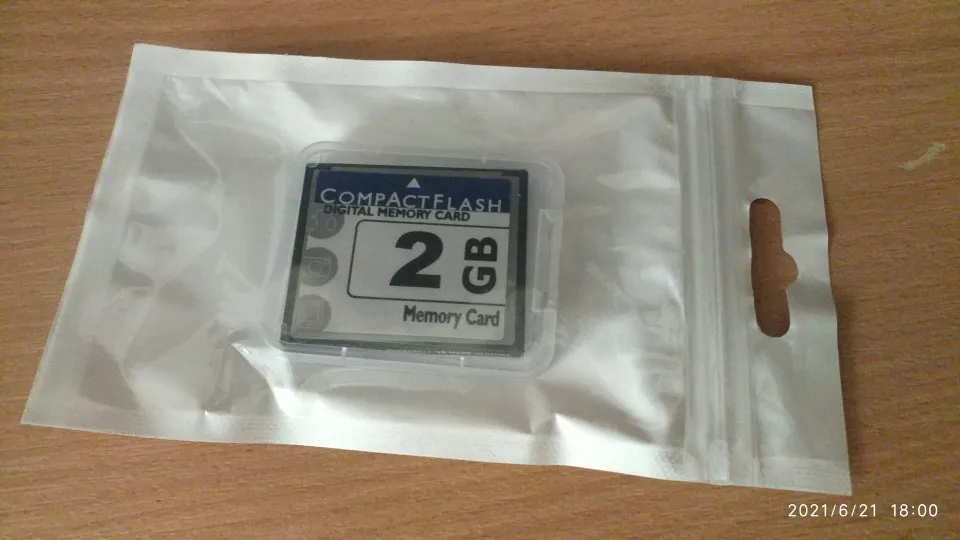 COMPACTFLASH
DIGITAL MEMORY CARD
2 GB
Memory Card
2021/6/21 18:00